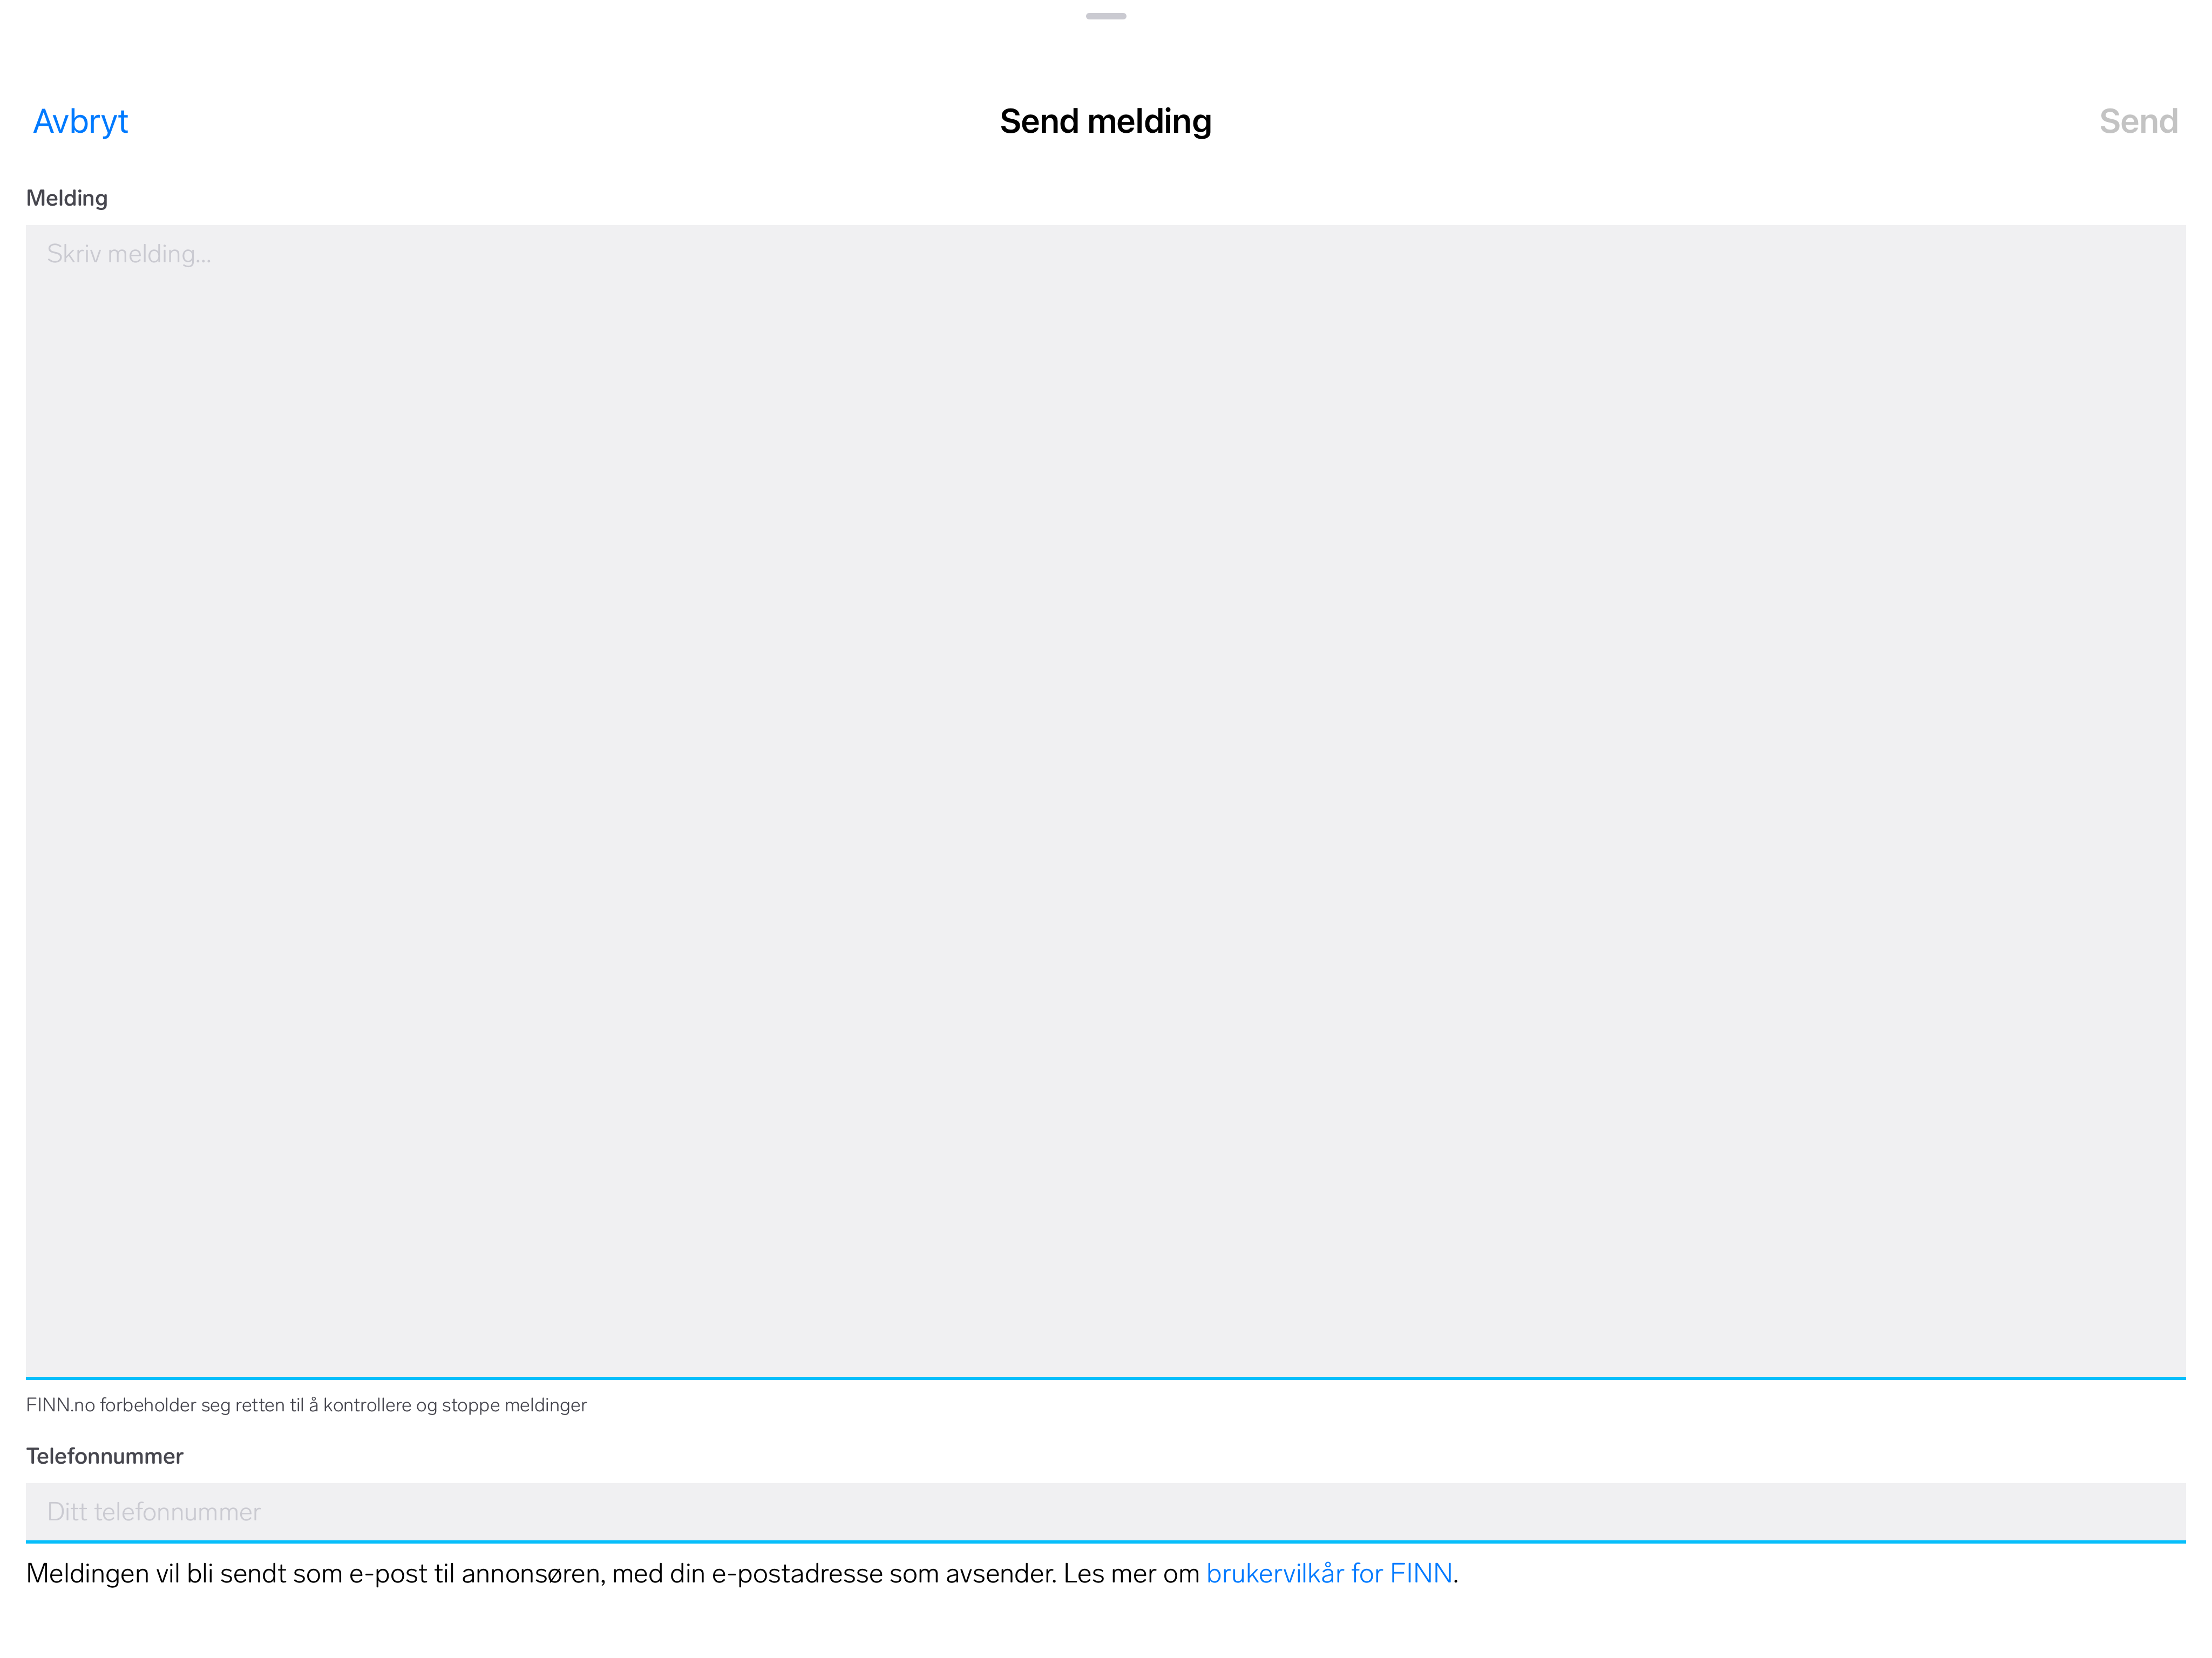 Avbryt Send melding Send
Melding
Skriv melding...
FINN.no forbeholder seg retten til å kontrollere og stoppe meldinger
Telefonnummer
Ditt telefonnummer
Meldingen vil bli sendt som e-post til annonsøren, med din e-postadresse som avsender. Les mer om brukervilkår for FINN.